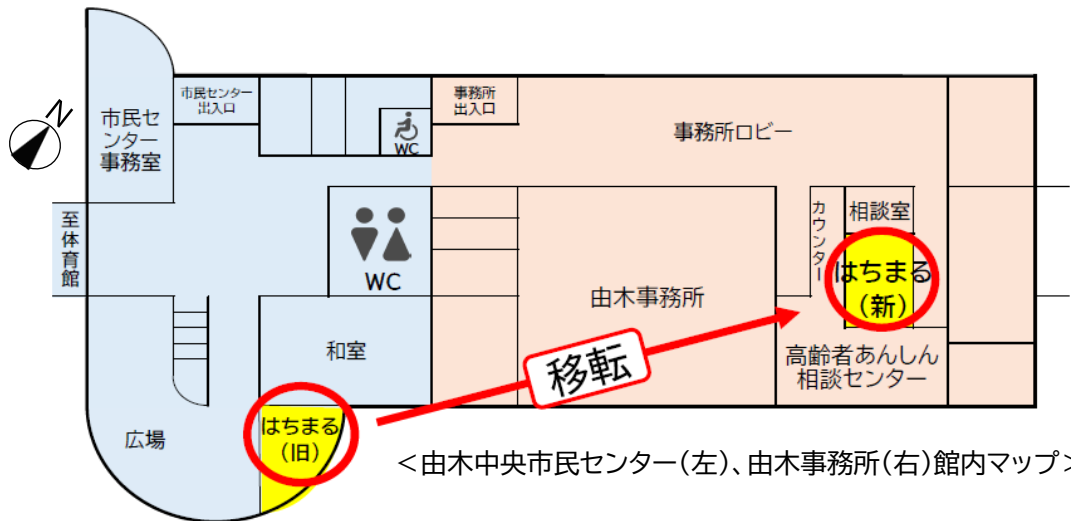 N
市民セ
ンター
事務室
市民センター
出入口
WC
事務所
出入口
事務所ロビー
至体育館
WC
カウンター
相談室
はちまる
（新）
由木事務所
和室
移転
高齢者あんしん
相談センター
広場
はちまる
（旧）
＜由木中央市民センター(左)、由木事務所(右)館内マップ＞